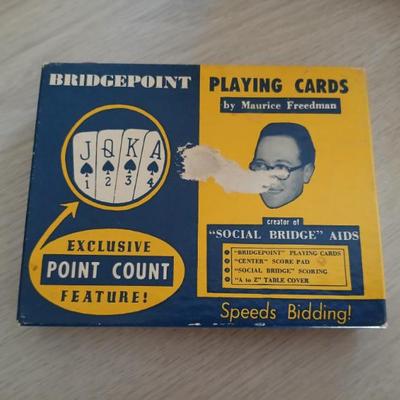 BRIDGEPOINT
J Q K A
1 2 3 4
EXCLUSIVE
POINT COUNT
FEATURE!
PLAYING CARDS
by Maurice Freedman
creator of
"SOCIAL BRIDGE" AIDS
"BRIDGEPOINT" PLAYING CARDS
"CENTER" SCORE PAD
"SOCIAL BRIDGE" SCORING
"A to Z" TABLE COVER
Speeds Bidding!